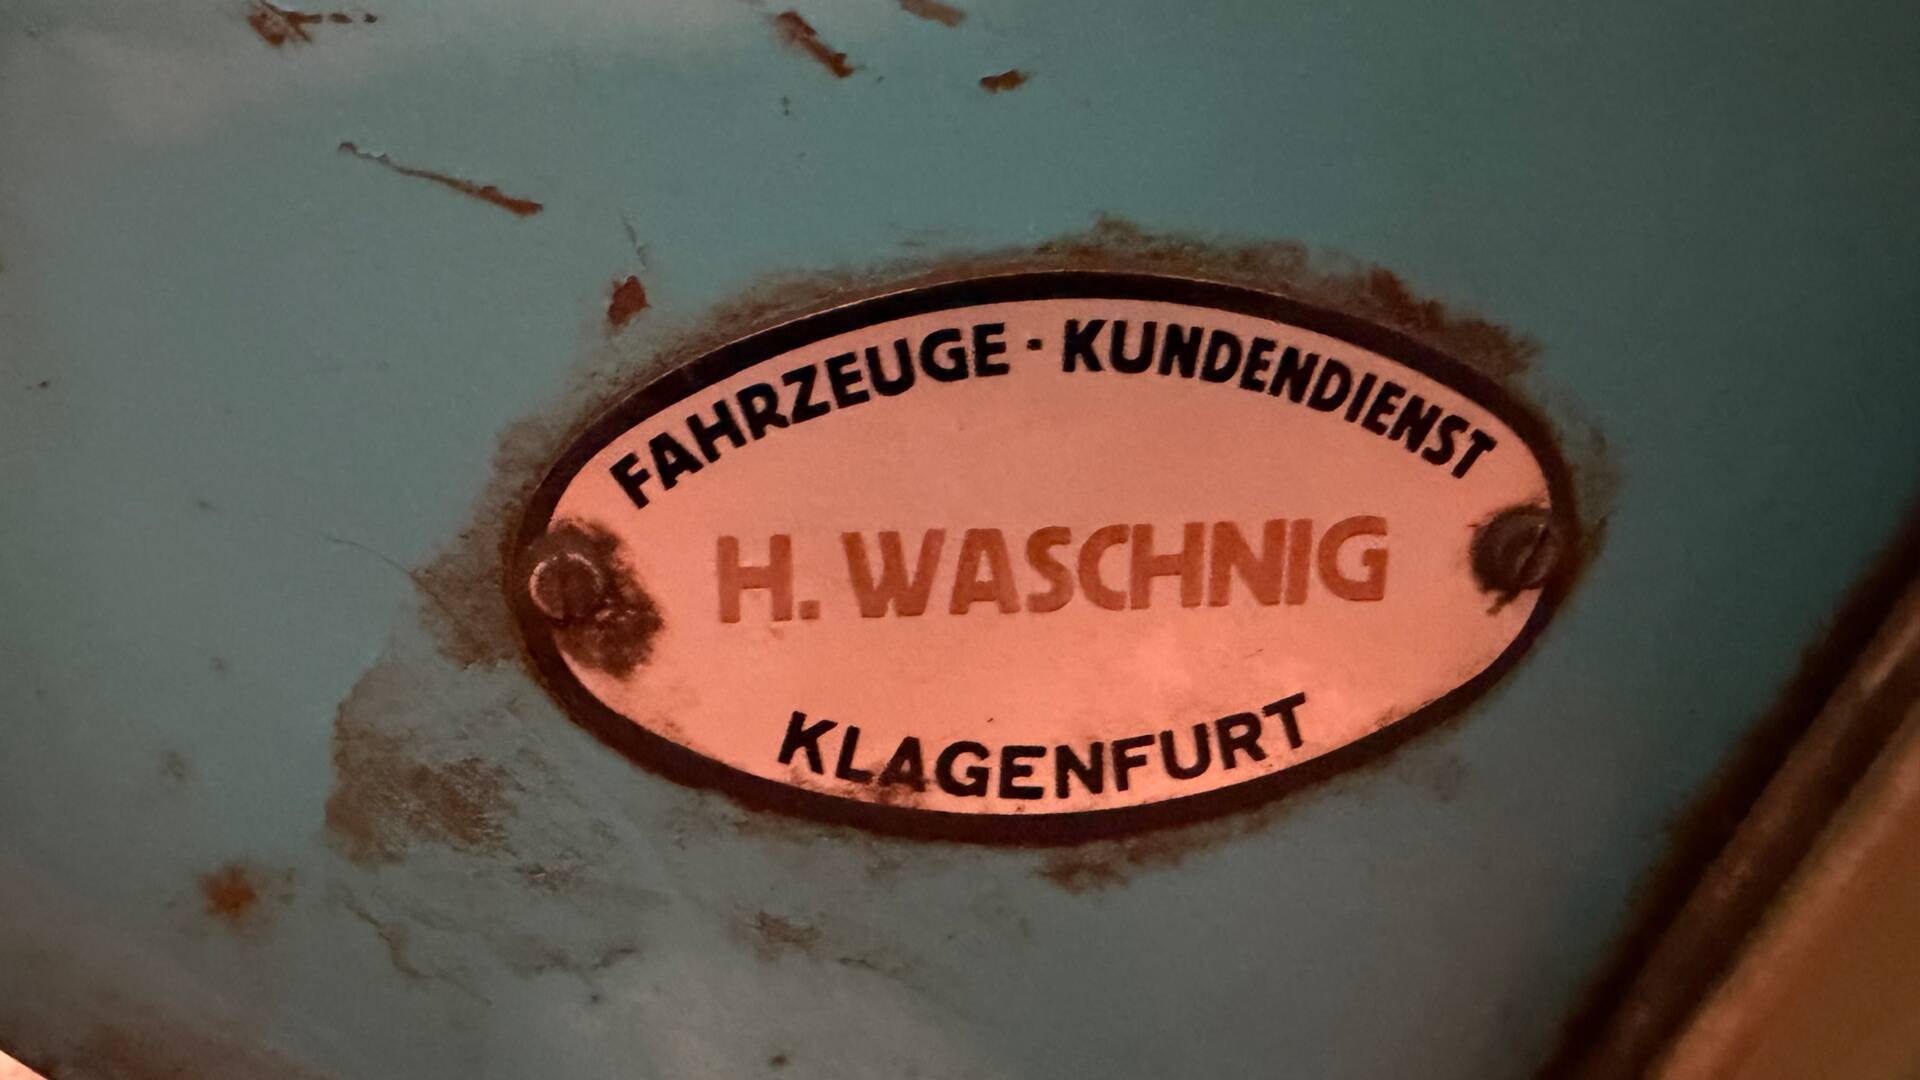 FAHRZEUGE · KUNDENDIENST
H. WASCHNIG
KLAGENFURT